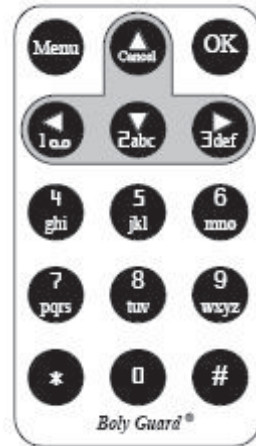 Menu Cancel OK
1 2abc 3def
4 5 6
ghi jkl mno
7 8 9
pqrs tuv wxyz
* 0 #
Boly Guard ®